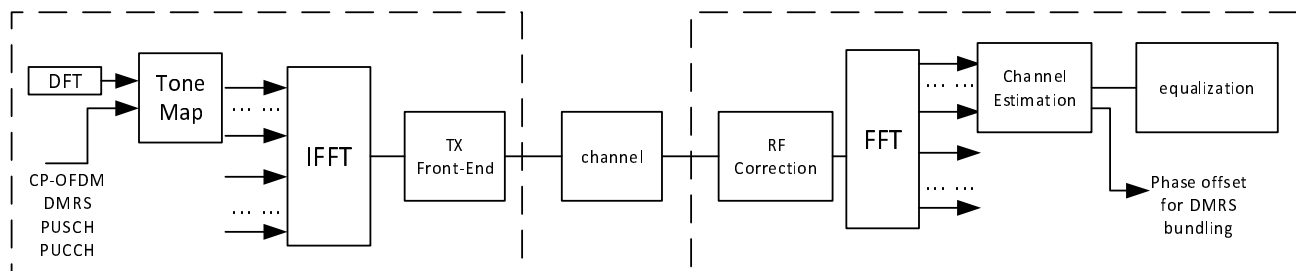 DFT
Tone
Map
... ...
... ...
CP-OFDM
DMRS
PUSCH
PUCCH
IFFT
TX
Front-End
channel
RF
Correction
FFT
... ...
... ...
Channel
Estimation
equalization
Phase offset
for DMRS
bundling